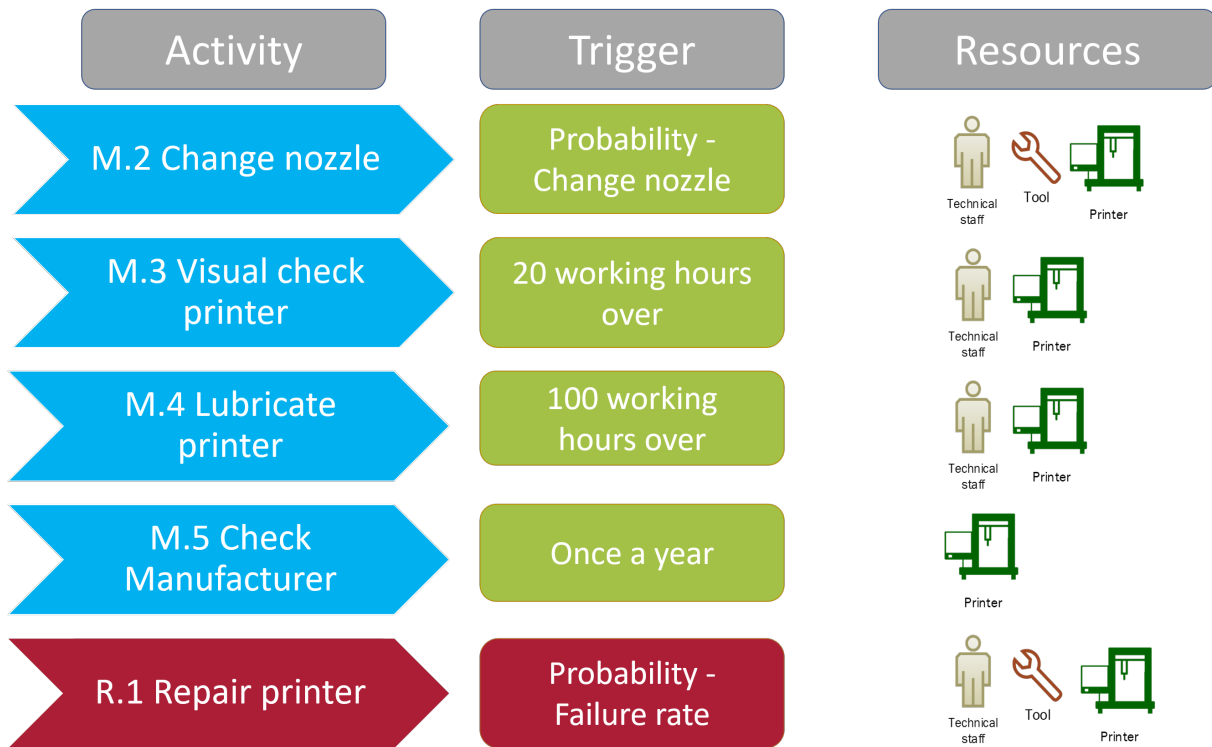 Activity
Trigger
Resources
M.2 Change nozzle
Probability -
Change nozzle
Technical
staff
Tool
Printer
M.3 Visual check
printer
20 working hours
over
Technical
staff
Printer
M.4 Lubricate
printer
100 working
hours over
Technical
staff
Printer
M.5 Check
Manufacturer
Once a year
Printer
R.1 Repair printer
Probability -
Failure rate
Technical
staff
Tool
Printer